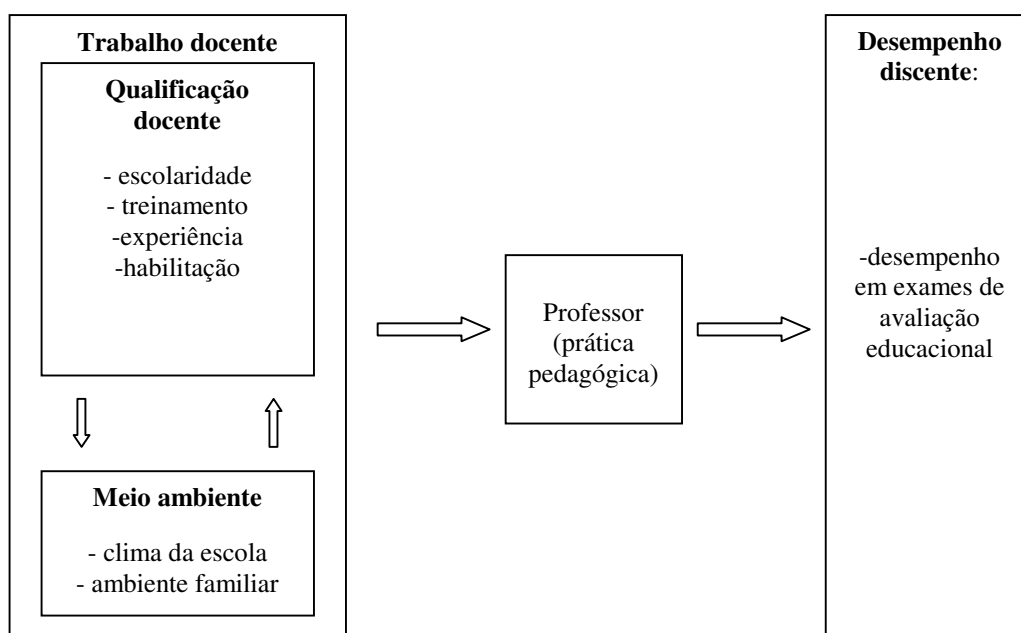 Trabalho docente
Qualificação
docente
- escolaridade
- treinamento
-experiência
-habilitação
Meio ambiente
- clima da escola
- ambiente familiar
Professor
(prática
pedagógica)
Desempenho
discente:
-desempenho
em exames de
avaliação
educacional